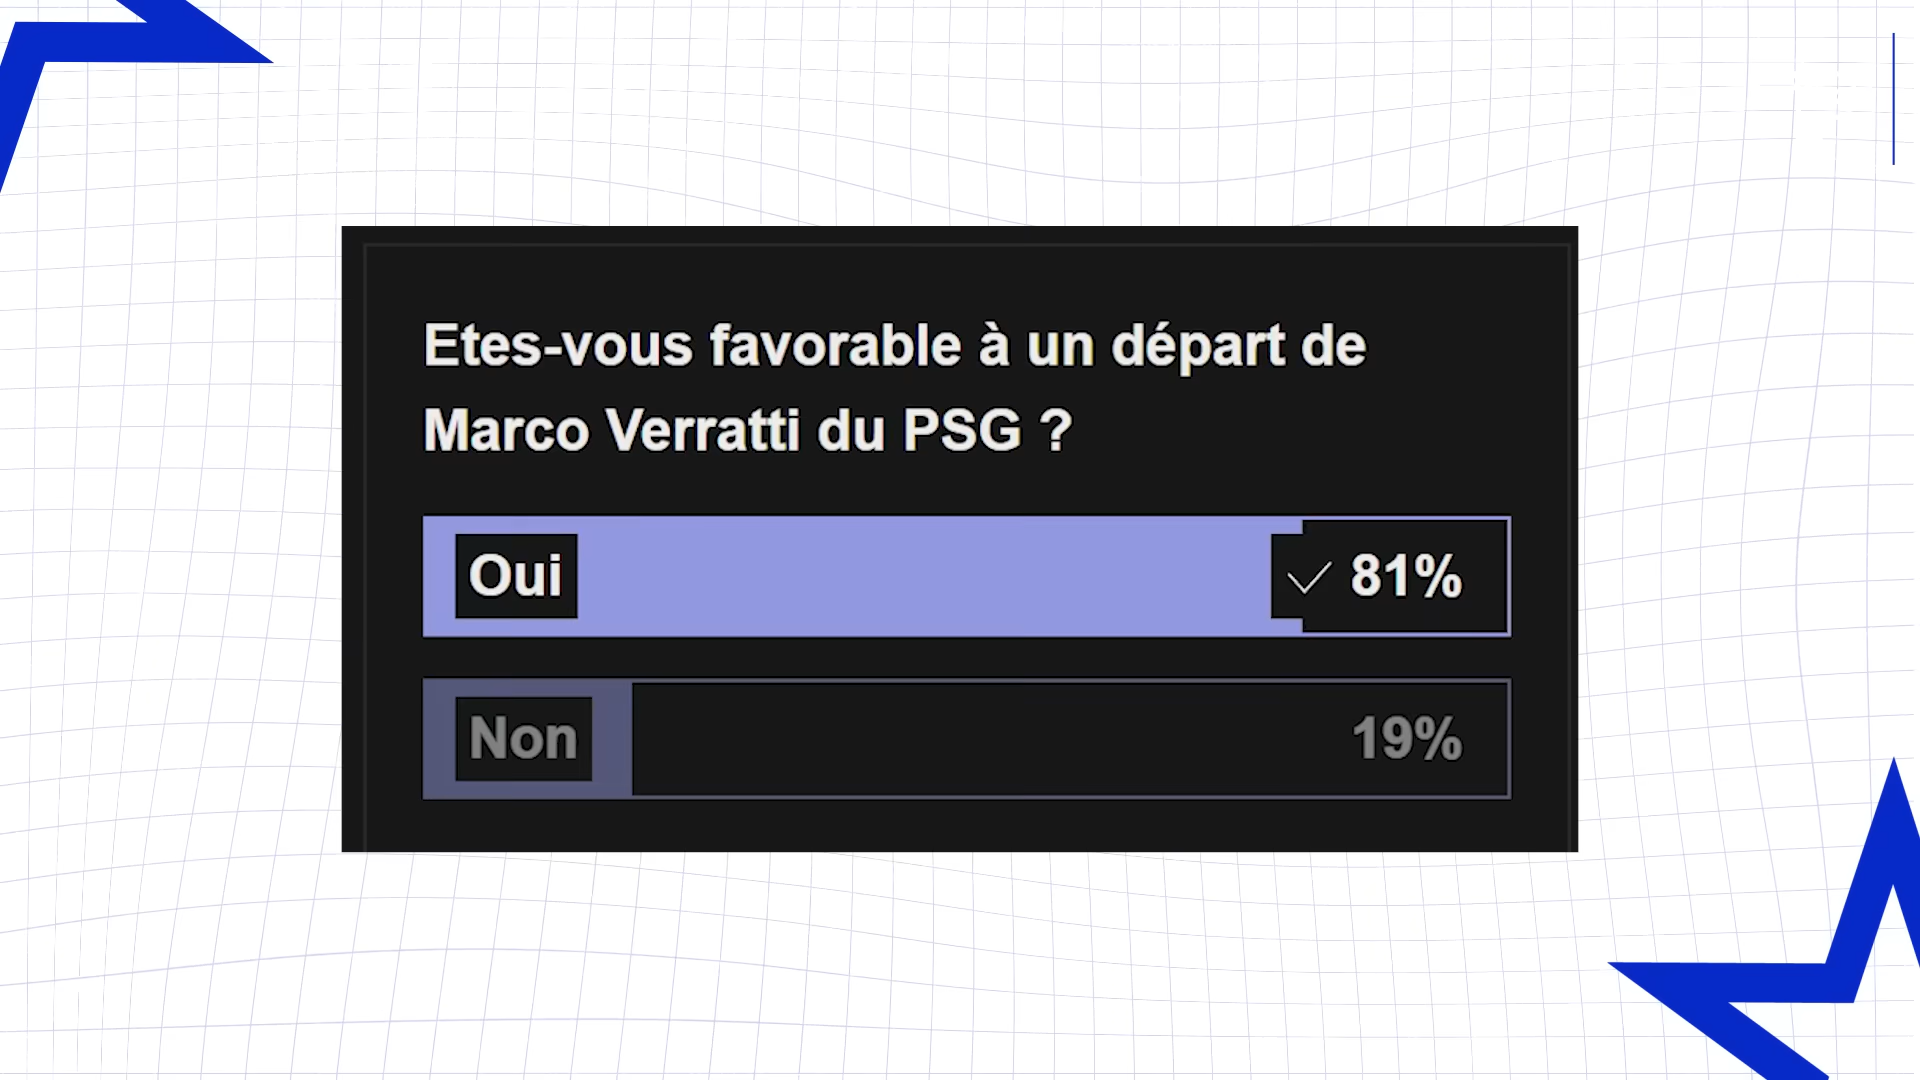 Etes-vous favorable à un départ de
Marco Verratti du PSG ?
Oui 81%
Non 19%